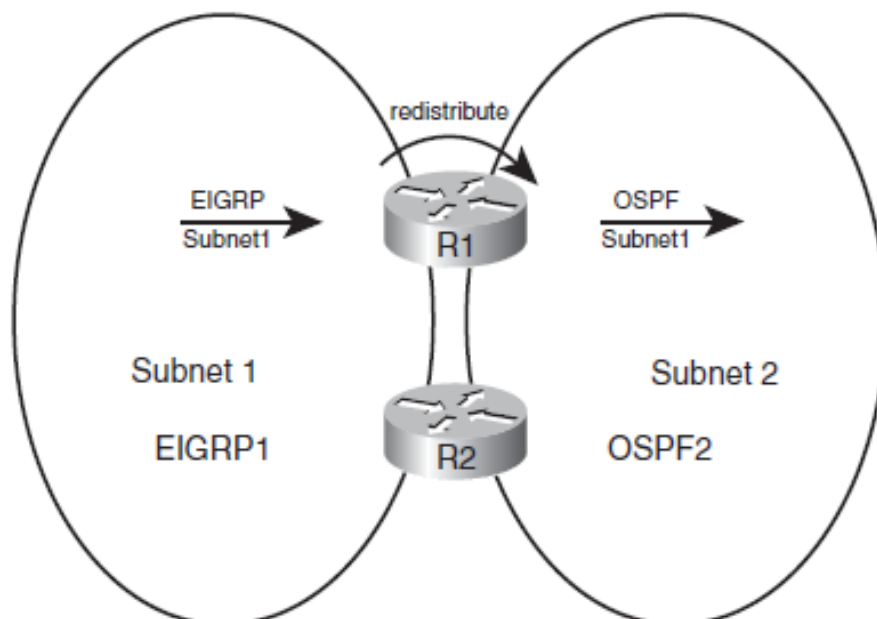 redistribute
EIGRP
Subnet1
R1
OSPF
Subnet1
Subnet 1
Subnet 2
EIGRP1
R2
OSPF2